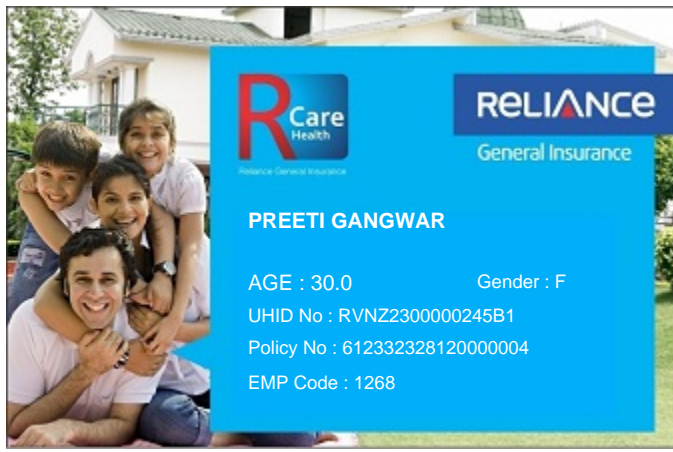 RCare
Health
Reliance General Insurance
RELIANCE
General Insurance
PREETI GANGWAR
AGE : 30.0 Gender : F
UHID No : RVNZ2300000245B1
Policy No : 612332328120000004
EMP Code : 1268